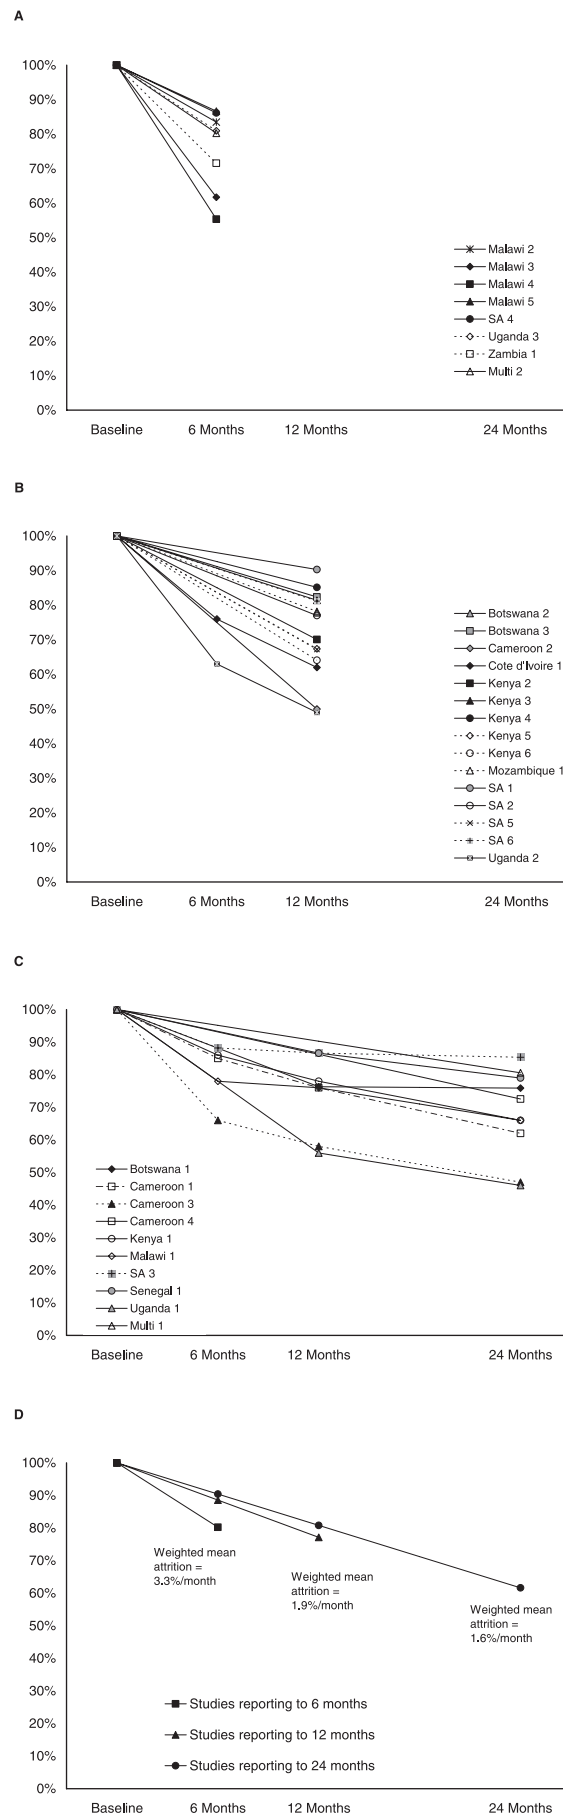 A
100%
90%
80%
70%
60%
50%
40%
30%
20%
10%
0%
Malawi 2
Malawi 3
Malawi 4
Malawi 5
SA 4
Uganda 3
Zambia 1
Multi 2
Baseline 6 Months 12 Months 24 Months
B
100%
90%
80%
70%
60%
50%
40%
30%
20%
10%
0%
Botswana 2
Botswana 3
Cameroon 2
Cote d'Ivoire 1
Kenya 2
Kenya 3
Kenya 4
Kenya 5
Kenya 6
Mozambique 1
SA 1
SA 2
SA 5
SA 6
Uganda 2
Baseline 6 Months 12 Months 24 Months
C
100%
90%
80%
70%
60%
50%
40%
30%
20%
10%
0%
Botswana 1
Cameroon 1
Cameroon 3
Cameroon 4
Kenya 1
Malawi 1
SA 3
Senegal 1
Uganda 1
Multi 1
Baseline 6 Months 12 Months 24 Months
D
100%
90%
80%
70%
60%
50%
40%
30%
20%
10%
0%
Weighted mean
attrition =
3.3%/month
Weighted mean
attrition =
1.9%/month
Weighted mean
attrition =
1.6%/month
Studies reporting to 6 months
Studies reporting to 12 months
Studies reporting to 24 months
Baseline 6 Months 12 Months 24 Months